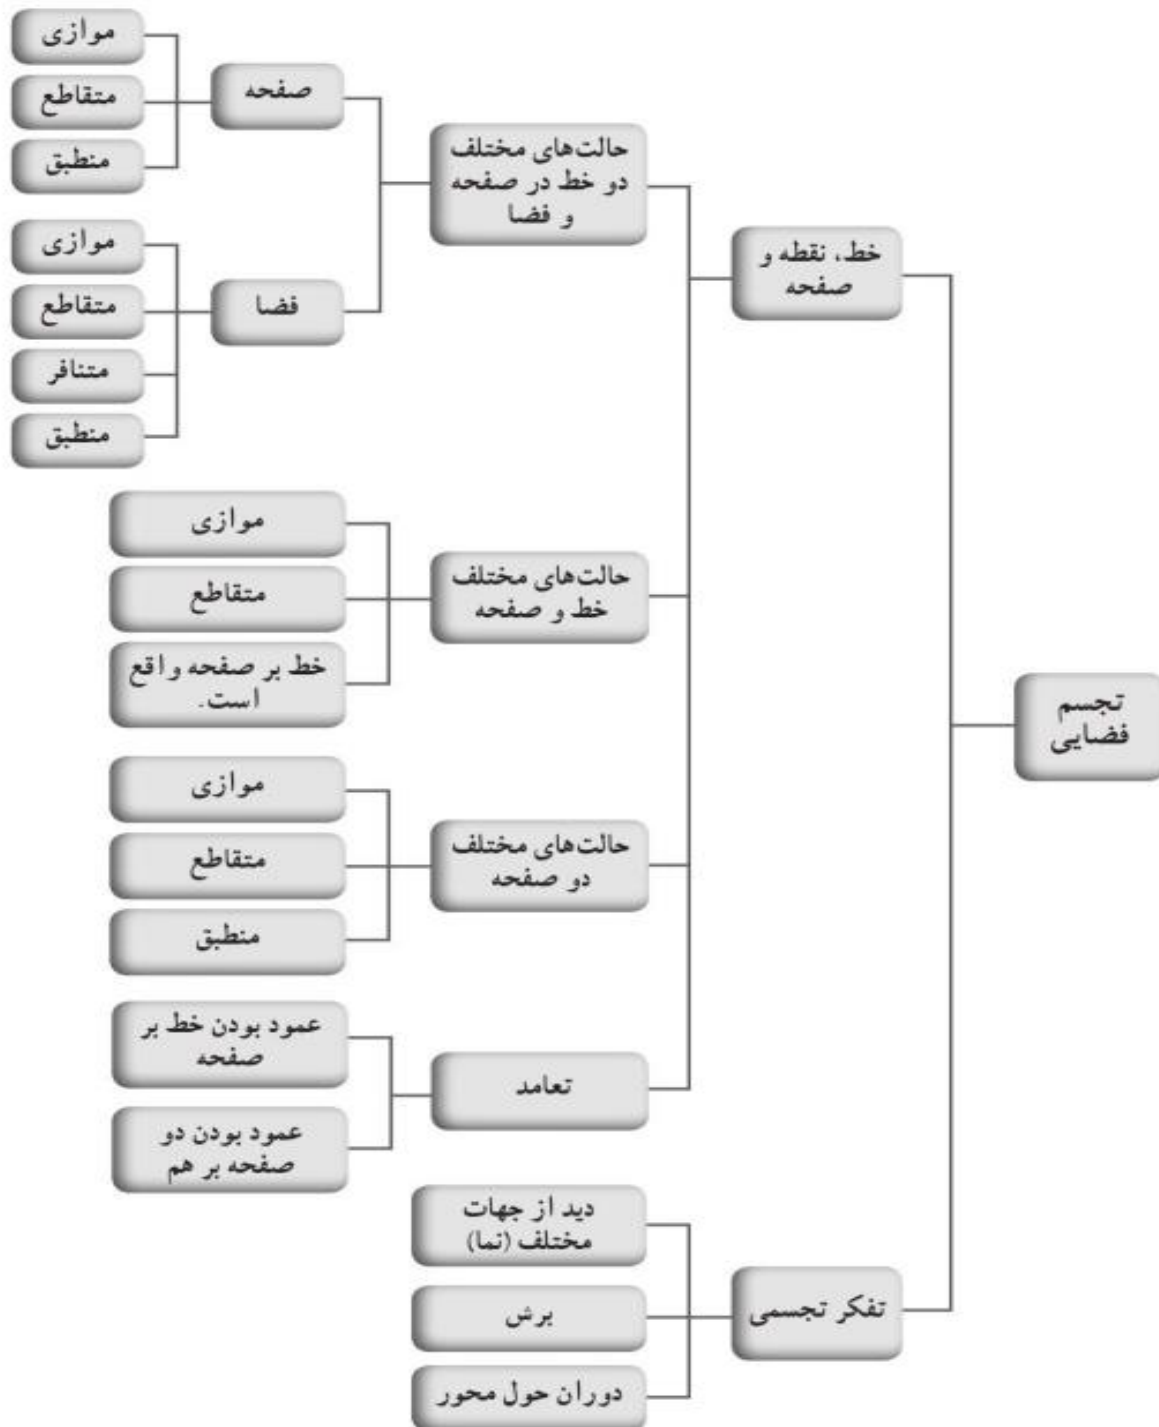 تجسم
فضایی
خط، نقطه و
صفحه
حالت‌های مختلف
دو خط در صفحه
و فضا
صفحه
موازی
متقاطع
منطبق
فضا
موازی
متقاطع
متنافر
منطبق
حالت‌های مختلف
خط و صفحه
موازی
متقاطع
خط بر صفحه واقع
است.
حالت‌های مختلف
دو صفحه
موازی
متقاطع
منطبق
تعامد
عمود بودن خط بر
صفحه
عمود بودن دو
صفحه بر هم
تفکر تجسمی
دید از جهات
مختلف (نما)
برش
دوران حول محور